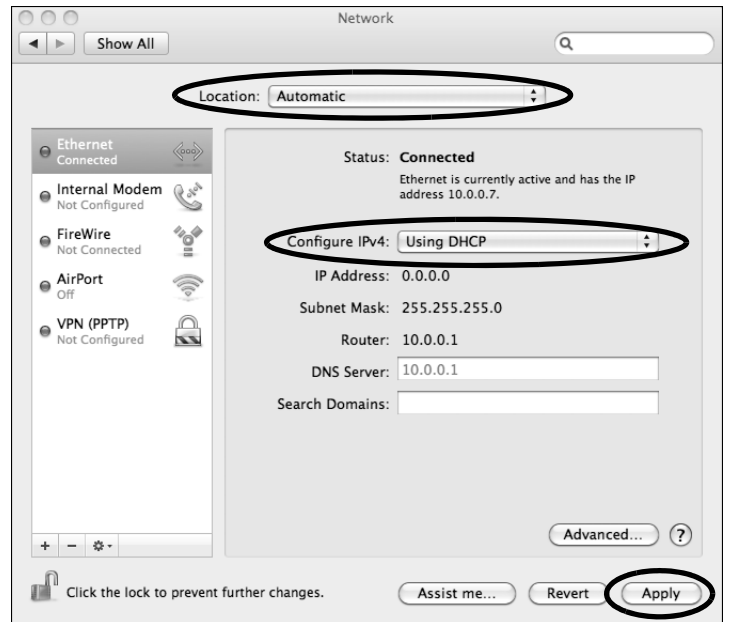 Network
Show All
Location: Automatic
Ethernet
Connected
Internal Modem
Not Configured
FireWire
Not Connected
AirPort
Off
VPN (PPTP)
Not Configured
Status: Connected
Ethernet is currently active and has the IP
address 10.0.0.7.
Configure IPv4: Using DHCP
IP Address: 0.0.0.0
Subnet Mask: 255.255.255.0
Router: 10.0.0.1
DNS Server: 10.0.0.1
Search Domains:
Advanced... ?
+ −
Click the lock to prevent further changes.
Assist me... Revert Apply